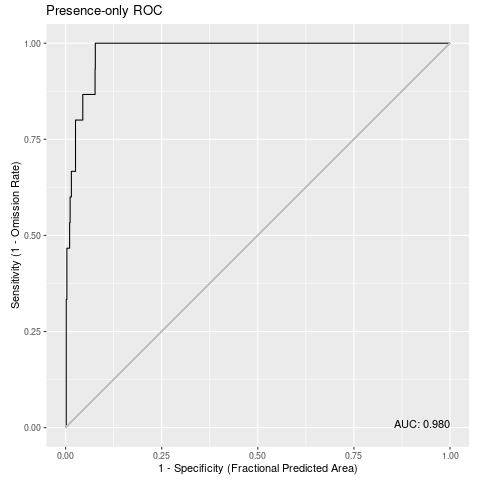 Presence-only ROC
Sensitivity (1 - Omission Rate)
1.00
0.75
0.50
0.25
0.00
AUC: 0.980
0.00 0.25 0.50 0.75 1.00
1 - Specificity (Fractional Predicted Area)